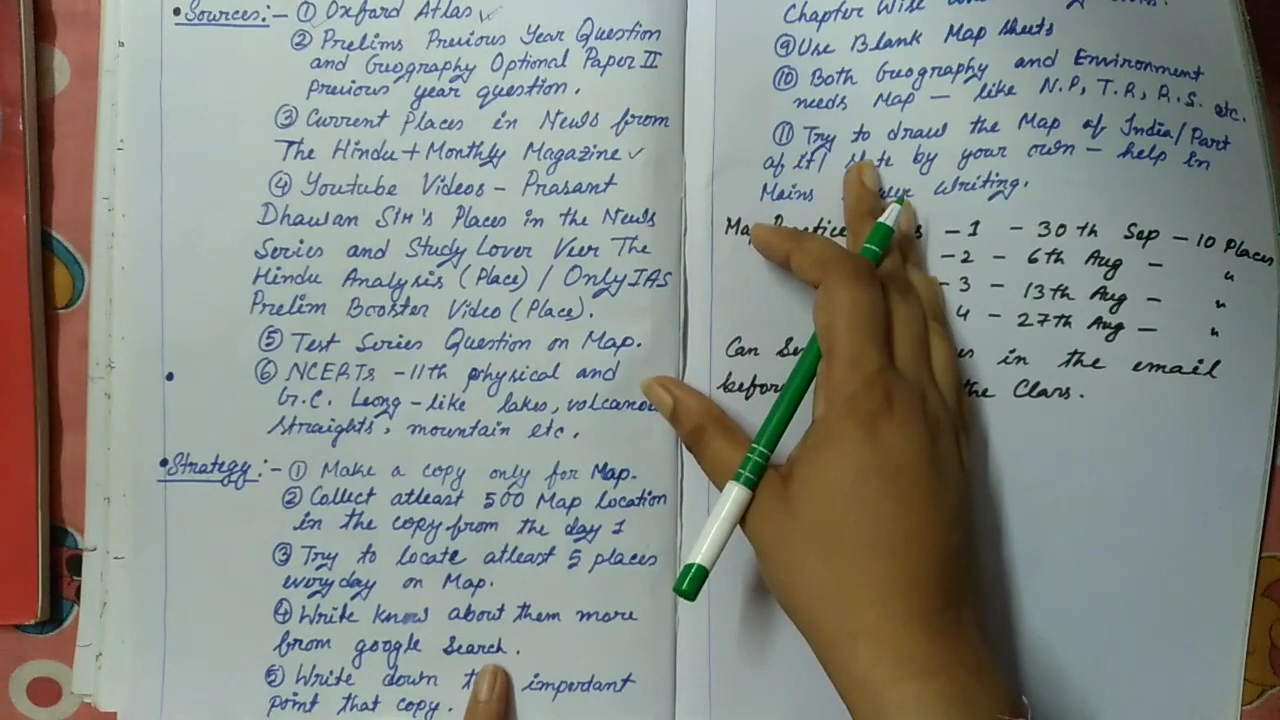 • Sources:- ① Oxford Atlas
② Prelims Previous Year Question
and Geography Optional Paper II
previous year question.
③ Current Places in News from
The Hindu + Monthly Magazine ✓
④ Youtube Videos - Prasant
Dhawan Sir's Places in the News
Series and Study Lover Veer The
Hindu Analysis (Place) / OnlyIAS
Prelim Booster Video (Place).
⑤ Test Series Question on Map.
⑥ NCERTs - 11th physical and
G.C. Leong - like lakes, volcanoes
straights, mountain etc.
• Strategy:- ① Make a copy only for Map.
② Collect atleast 500 Map location
in the copy from the day 1
③ Try to locate atleast 5 places
everyday on Map.
④ Write know about them more
from google Search.
⑤ Write down important
point that copy.
Chapter Wise
⑨ Use Blank Map sheets
⑩ Both Geography and Environment
needs Map - like N.P, T.R, R.S. etc.
⑪ Try to draw the Map of India/Part
of it/ by your own - help in
Mains Writing.
- 1 - 30th Sep - 10 Places
- 2 - 6th Aug - "
- 3 - 13th Aug - "
4 - 27th Aug - "
Can in the email
before the Class.